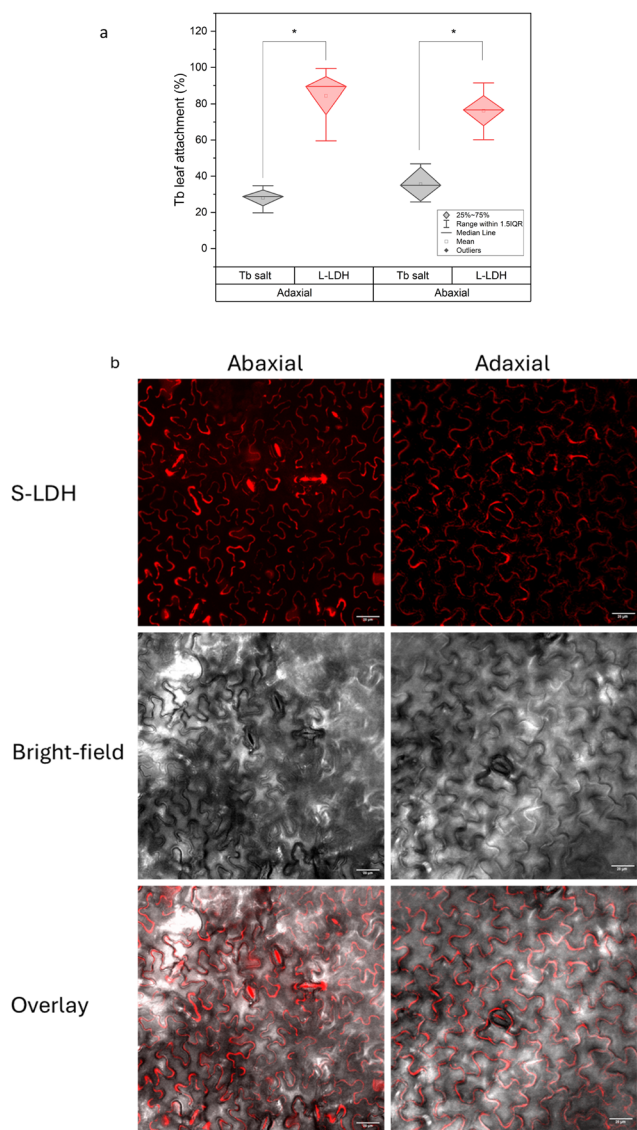 a
Tb leaf attachment (%)
120
100
80
60
40
20
0
*
*
25%~75%
Range within 1.5IQR
Median Line
Mean
Outliers
Tb salt L-LDH Tb salt L-LDH
Adaxial Abaxial
b
Abaxial Adaxial
S-LDH
Bright-field
Overlay